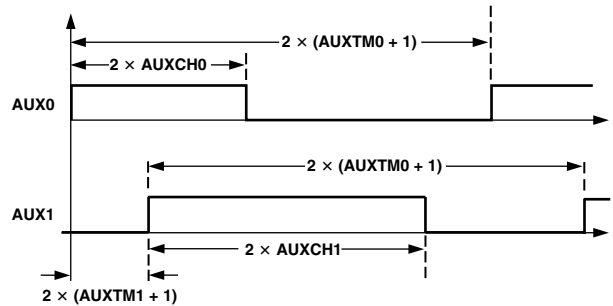 2 × (AUXTM0 + 1)
2 × AUXCH0
AUX0
2 × (AUXTM0 + 1)
AUX1
2 × AUXCH1
2 × (AUXTM1 + 1)